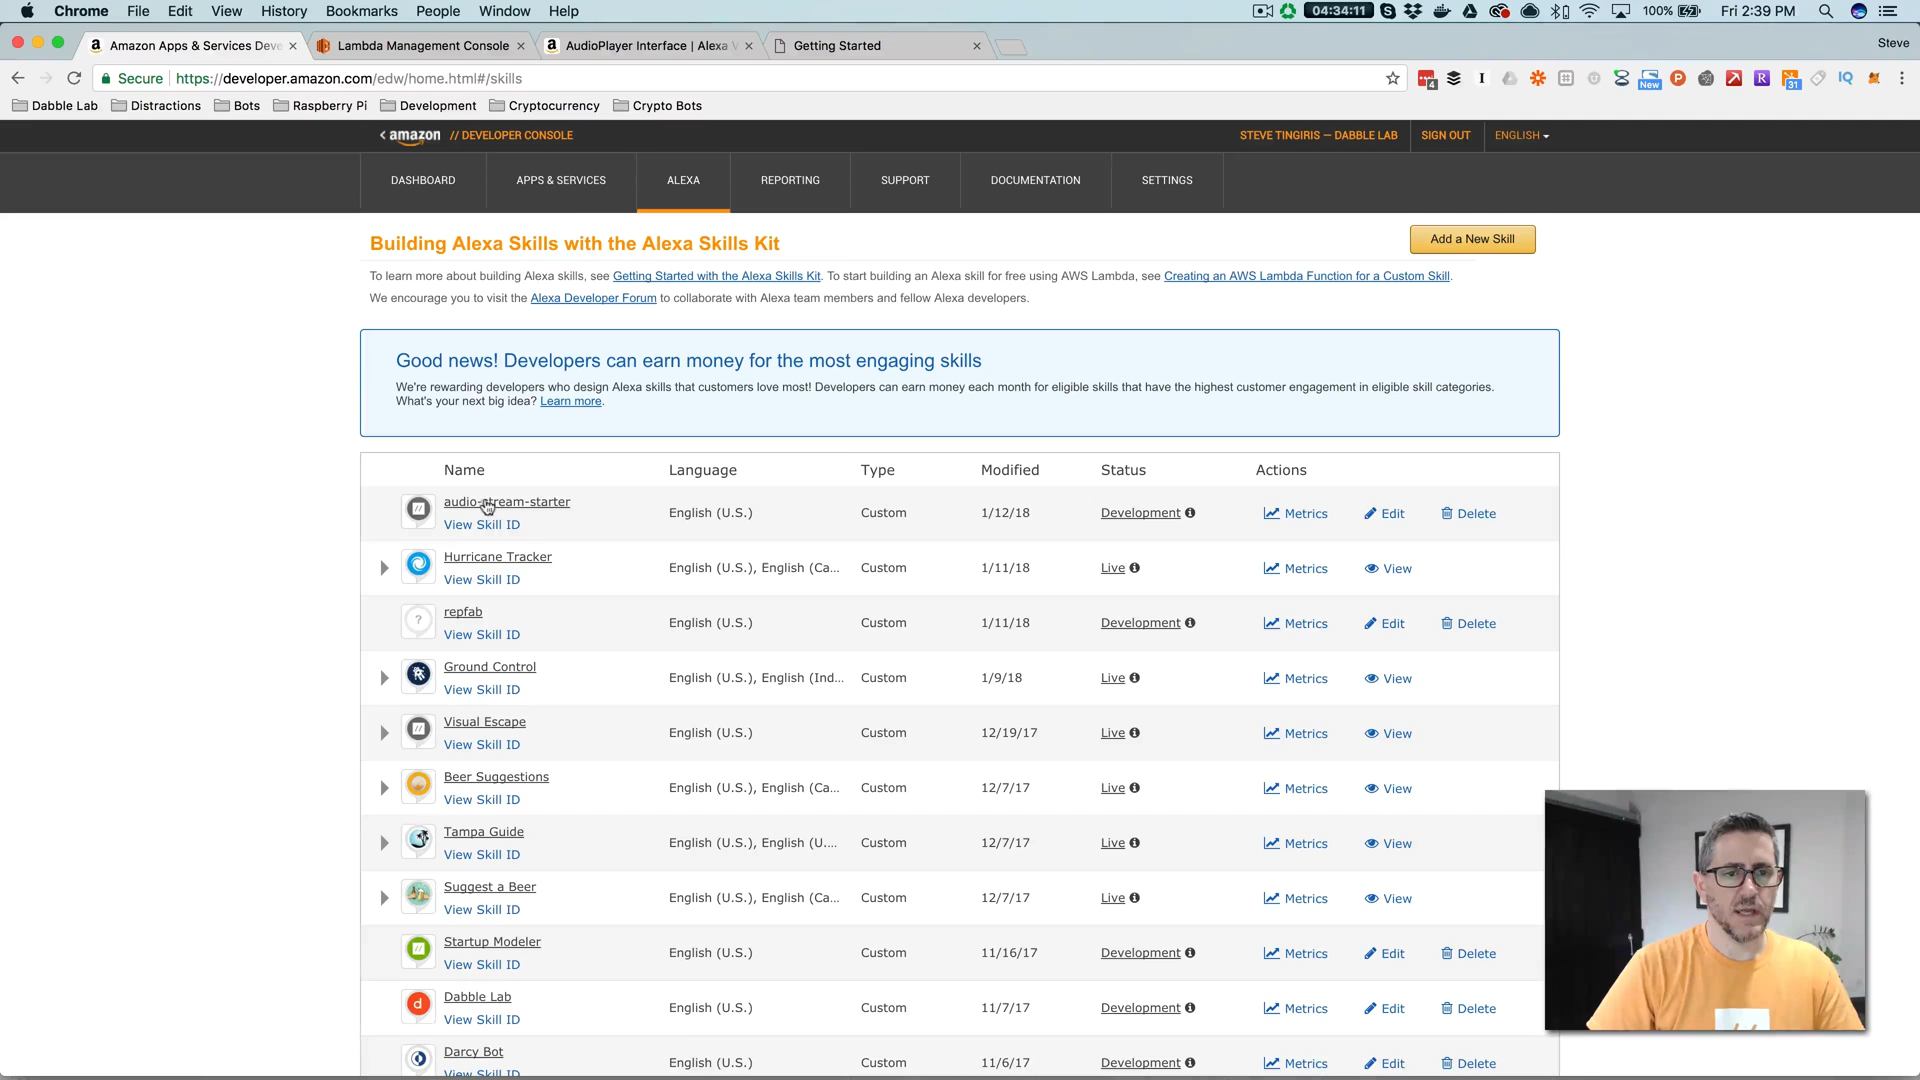 Chrome File Edit View History Bookmarks People Window Help 04:34:11 100% Fri 2:39 PM
Amazon Apps & Services Deve Lambda Management Console AudioPlayer Interface | Alexa V Getting Started Steve
Secure https://developer.amazon.com/edw/home.html#/skills
Dabble Lab Distractions Bots Raspberry Pi Development Cryptocurrency Crypto Bots
amazon // DEVELOPER CONSOLE STEVE TINGIRIS — DABBLE LAB SIGN OUT ENGLISH
DASHBOARD APPS & SERVICES ALEXA REPORTING SUPPORT DOCUMENTATION SETTINGS
Building Alexa Skills with the Alexa Skills Kit Add a New Skill
To learn more about building Alexa skills, see Getting Started with the Alexa Skills Kit. To start building an Alexa skill for free using AWS Lambda, see Creating an AWS Lambda Function for a Custom Skill.
We encourage you to visit the Alexa Developer Forum to collaborate with Alexa team members and fellow Alexa developers.
Good news! Developers can earn money for the most engaging skills
We're rewarding developers who design Alexa skills that customers love most! Developers can earn money each month for eligible skills that have the highest customer engagement in eligible skill categories.
What's your next big idea? Learn more.
Name Language Type Modified Status Actions
audio-stream-starter
View Skill ID English (U.S.) Custom 1/12/18 Development Metrics Edit Delete
Hurricane Tracker
View Skill ID English (U.S.), English (Ca... Custom 1/11/18 Live Metrics View
repfab
View Skill ID English (U.S.) Custom 1/11/18 Development Metrics Edit Delete
Ground Control
View Skill ID English (U.S.), English (Ind... Custom 1/9/18 Live Metrics View
Visual Escape
View Skill ID English (U.S.) Custom 12/19/17 Live Metrics View
Beer Suggestions
View Skill ID English (U.S.), English (Ca... Custom 12/7/17 Live Metrics View
Tampa Guide
View Skill ID English (U.S.), English (U.... Custom 12/7/17 Live Metrics View
Suggest a Beer
View Skill ID English (U.S.), English (Ca... Custom 12/7/17 Live Metrics View
Startup Modeler
View Skill ID English (U.S.) Custom 11/16/17 Development Metrics Edit Delete
Dabble Lab
View Skill ID English (U.S.) Custom 11/7/17 Development Metrics Edit Delete
Darcy Bot
View Skill ID English (U.S.) Custom 11/6/17 Development Metrics Edit Delete